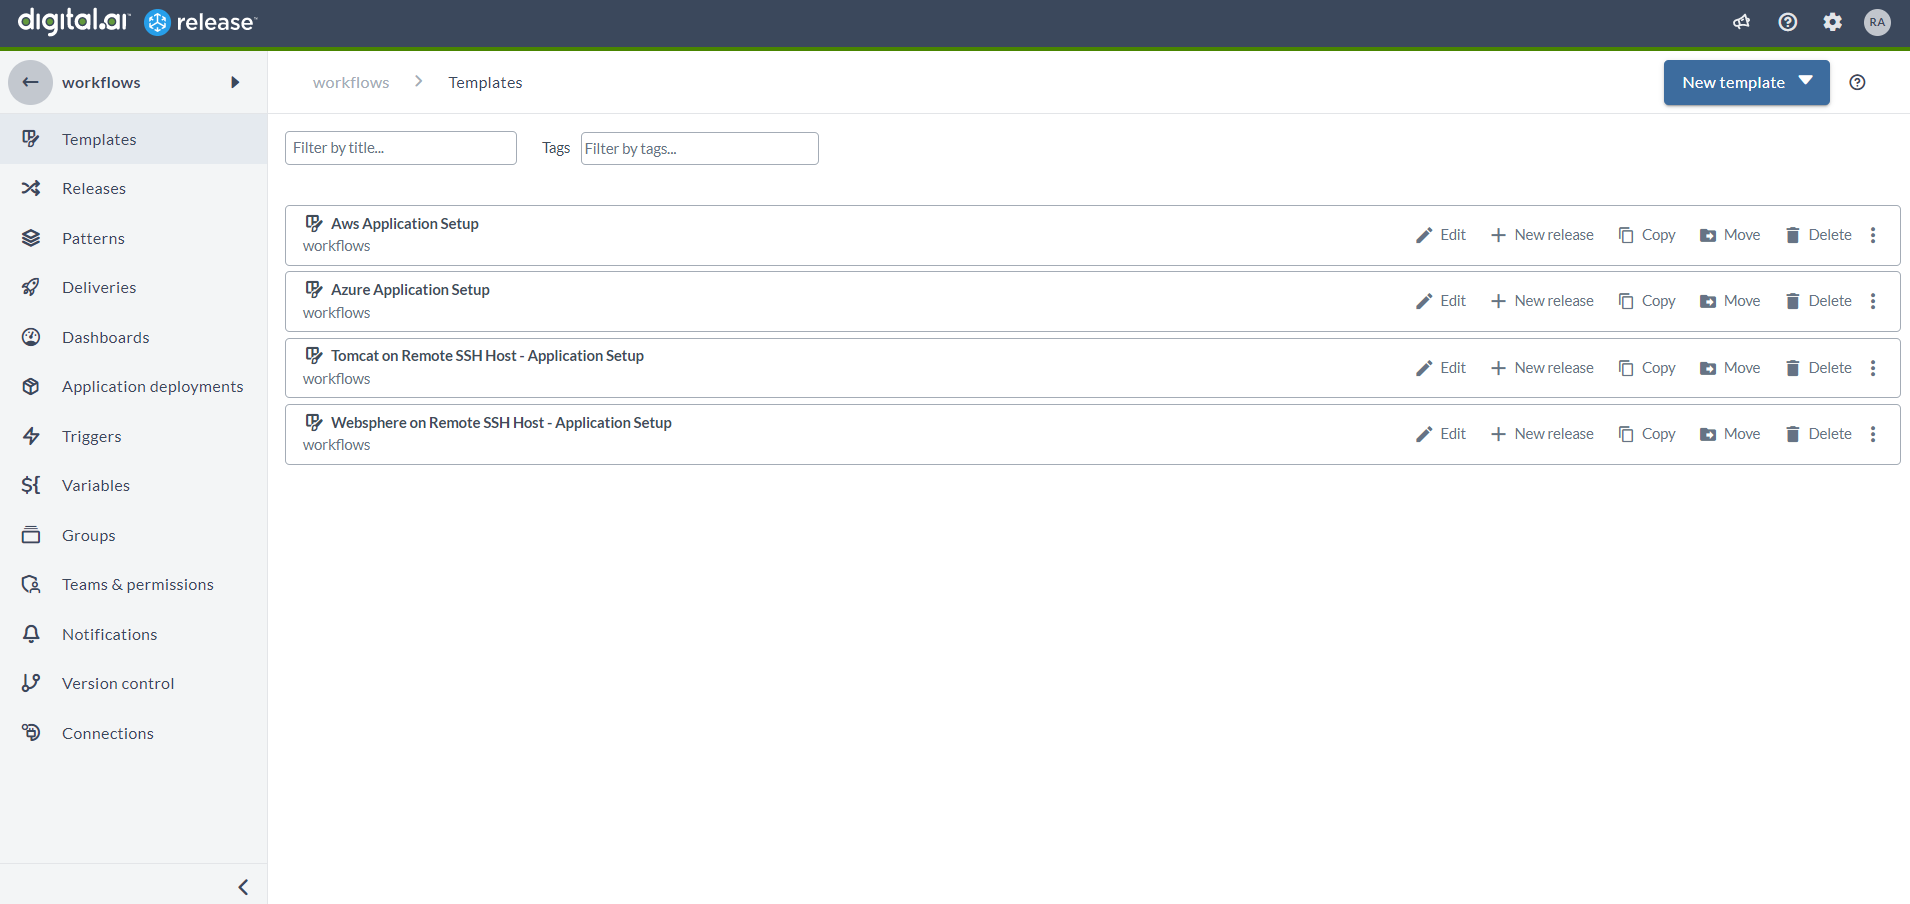 digital.ai release
RA
workflows
workflows
Templates
New template
Templates
Releases
Patterns
Deliveries
Dashboards
Application deployments
Triggers
Variables
Groups
Teams & permissions
Notifications
Version control
Connections
Filter by title...
Tags
Filter by tags...
Aws Application Setup
workflows
Edit New release Copy Move Delete
Azure Application Setup
workflows
Edit New release Copy Move Delete
Tomcat on Remote SSH Host - Application Setup
workflows
Edit New release Copy Move Delete
Websphere on Remote SSH Host - Application Setup
workflows
Edit New release Copy Move Delete